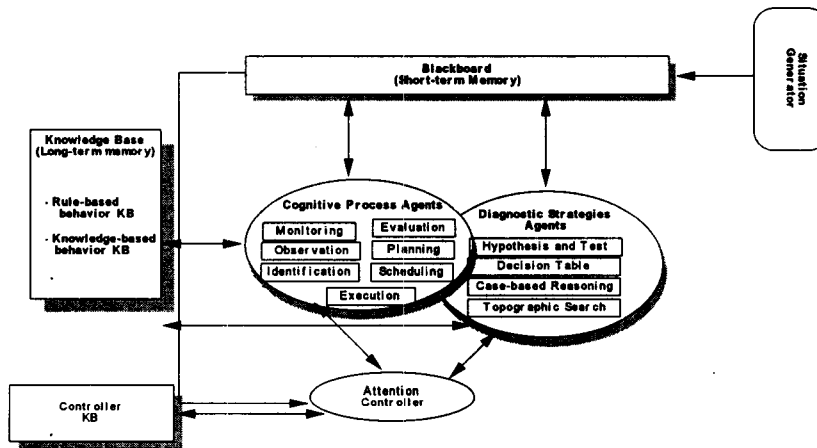 Blackboard
(Short-term Memory)
Situation
Generator
Knowledge Base
(Long-term memory)
- Rule-based
behavior KB
- Knowledge-based
behavior KB
Cognitive Process Agents
Monitoring
Evaluation
Observation
Planning
Identification
Scheduling
Execution
Diagnostic Strategies
Agents
Hypothesis and Test
Decision Table
Case-based Reasoning
Topographic Search
Attention
Controller
Controller
KB